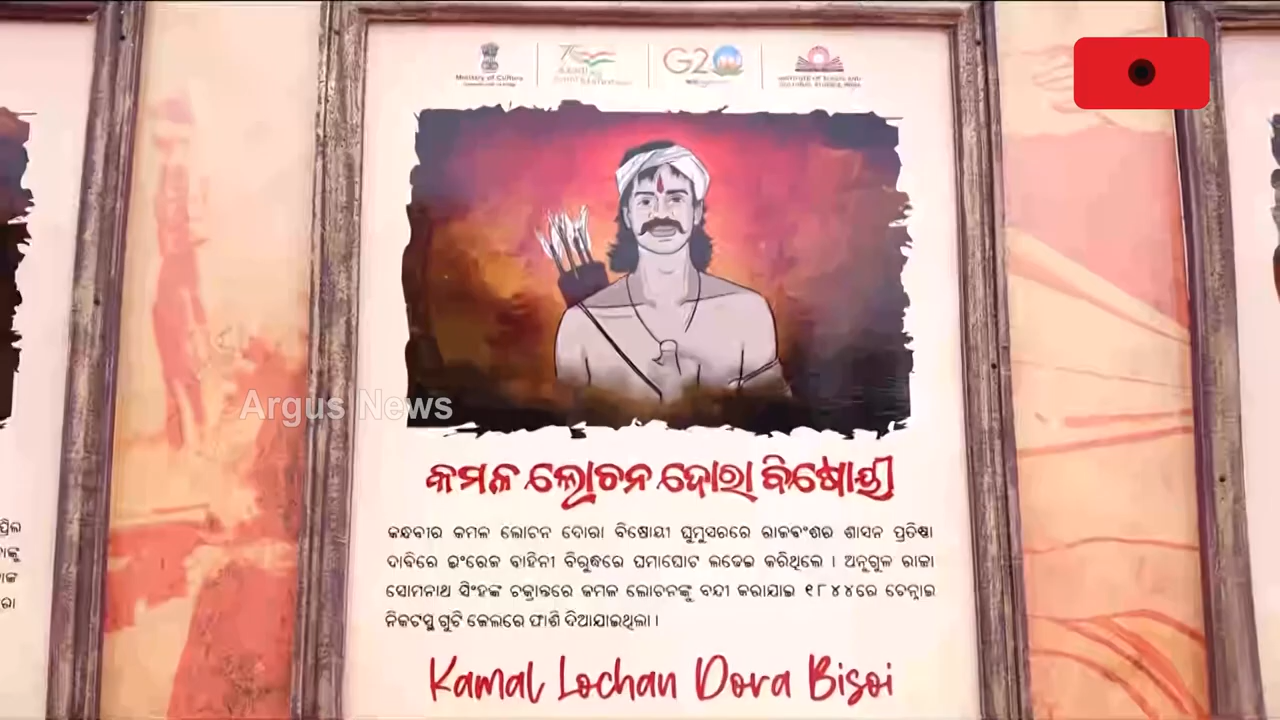 Ministry of Culture
G20
Argus News
କମଳ ଲୋଚନ ଦୋରା ବିଷୋୟୀ
କନ୍ଧବୀର କମଳ ଲୋଚନ ଦୋରା ବିଷୋୟୀ ଘୁମୁସରରେ ରାଜବଂଶର ଶାସନ ପ୍ରତିଷ୍ଠା
ଦାବିରେ ଇଂରେଜ ବାହିନୀ ବିରୁଦ୍ଧରେ ଘମାଘୋଟ ଲଢେଇ କରିଥିଲେ । ଅନୁଗୁଳ ରାଜା
ସୋମନାଥ ସିଂହଙ୍କ ଚକ୍ରାନ୍ତରେ କମଳ ଲୋଚନଙ୍କୁ ବନ୍ଦୀ କରାଯାଇ ୧୮୪୪ରେ ଚେନ୍ନାଇ
ନିକଟସ୍ଥ ଗୁଟି ଜେଲରେ ଫାଶି ଦିଆଯାଇଥିଲା ।
Kamal Lochan Dora Bisoi